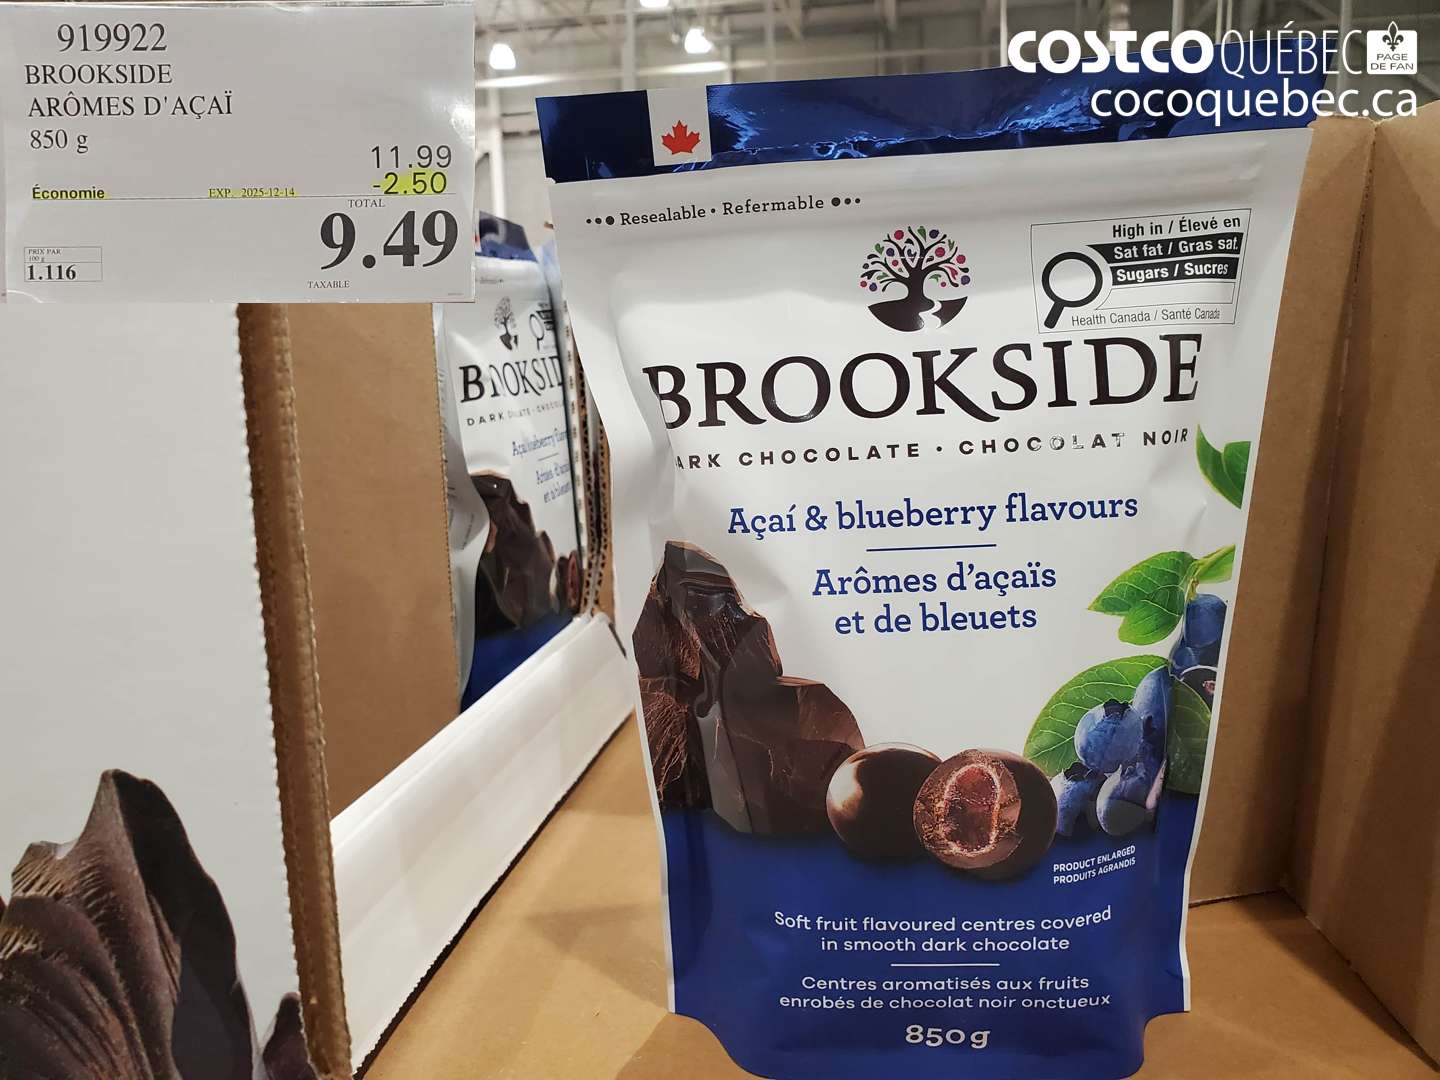 919922
BROOKSIDE
ARÔMES D'AÇAÏ
850 g
11.99
Économie EXP. 2025-12-14 -2.50
TOTAL
9.49
PRIX PAR
100 g
1.116
TAXABLE
COSTCO QUÉBEC PAGE DE FAN
cocoquebec.ca
Resealable • Refermable
High in / Élevé en
Sat fat / Gras sat.
Sugars / Sucres
Health Canada / Santé Canada
BROOKSIDE
ARK CHOCOLATE • CHOCOLAT NOIR
Açaí & blueberry flavours
Arômes d'açaïs
et de bleuets
PRODUCT ENLARGED
PRODUITS AGRANDIS
Soft fruit flavoured centres covered
in smooth dark chocolate
Centres aromatisés aux fruits
enrobés de chocolat noir onctueux
850 g
BROOKSID